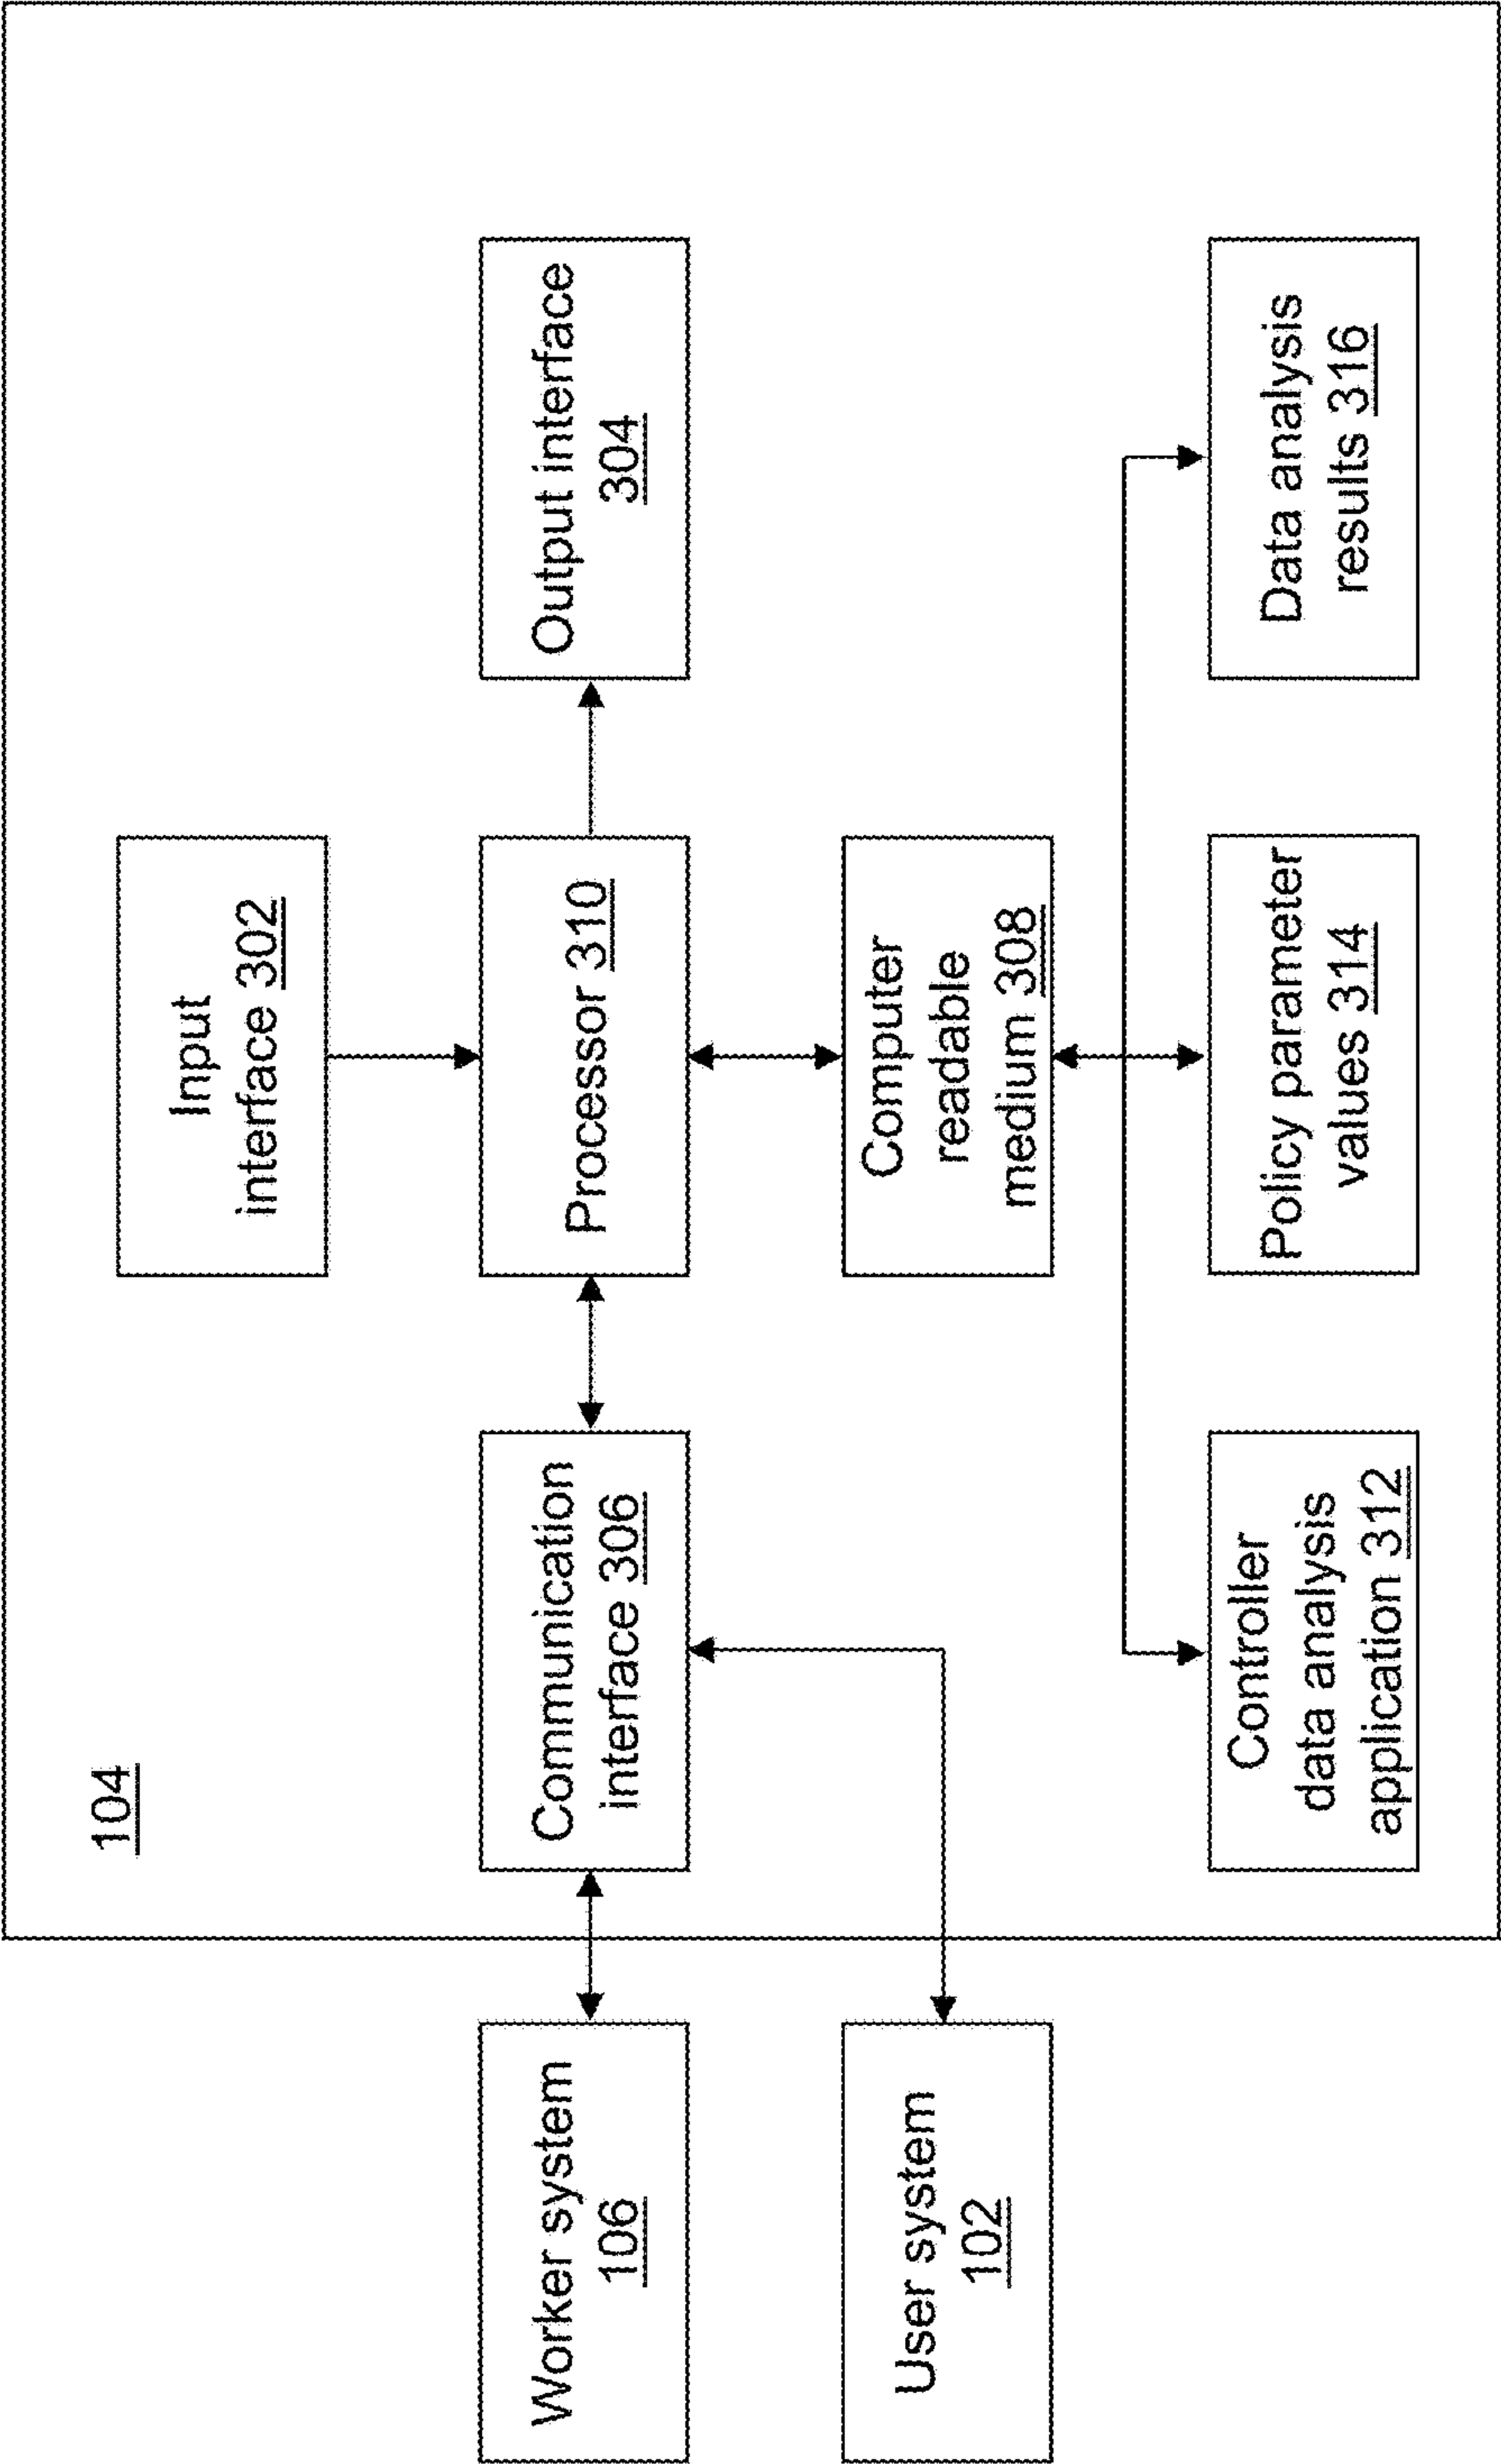 104
Input
interface 302
Worker system
106
Communication
interface 306
Processor 310
Output interface
304
User system
102
Computer
readable
medium 308
Controller
data analysis
application 312
Policy parameter
values 314
Data analysis
results 316